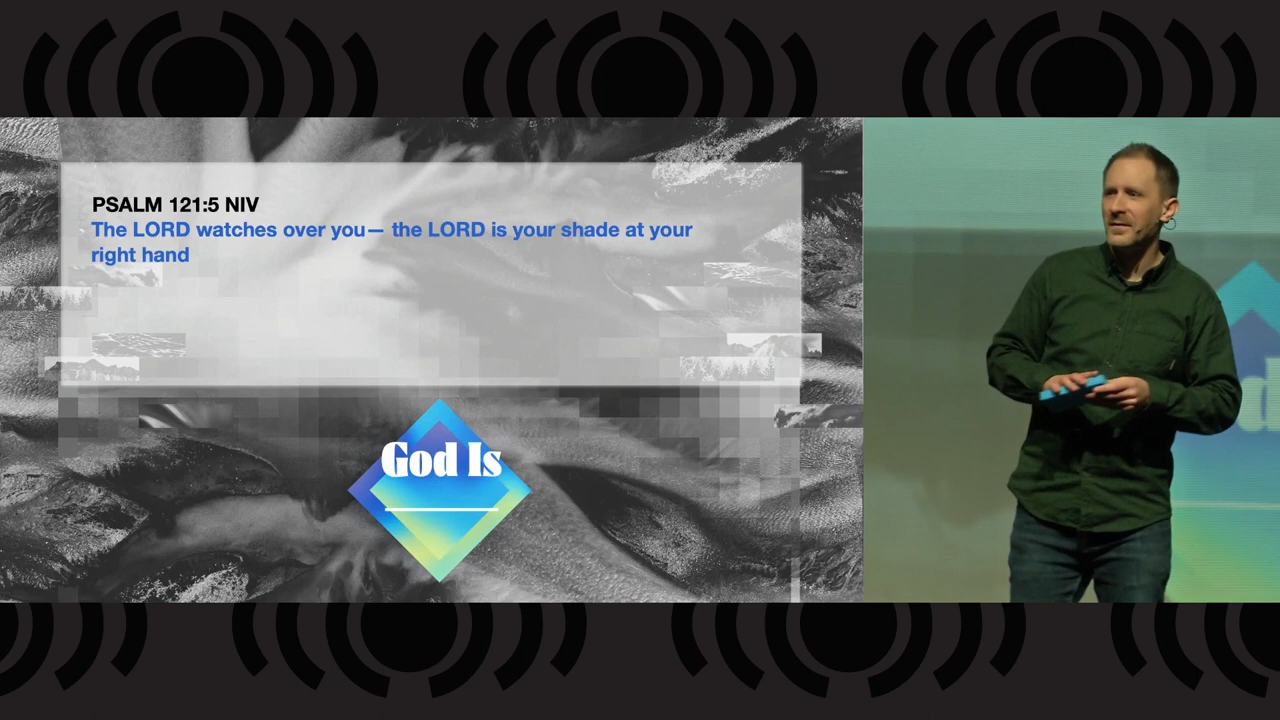 PSALM 121:5 NIV
The LORD watches over you— the LORD is your shade at your
right hand
God Is